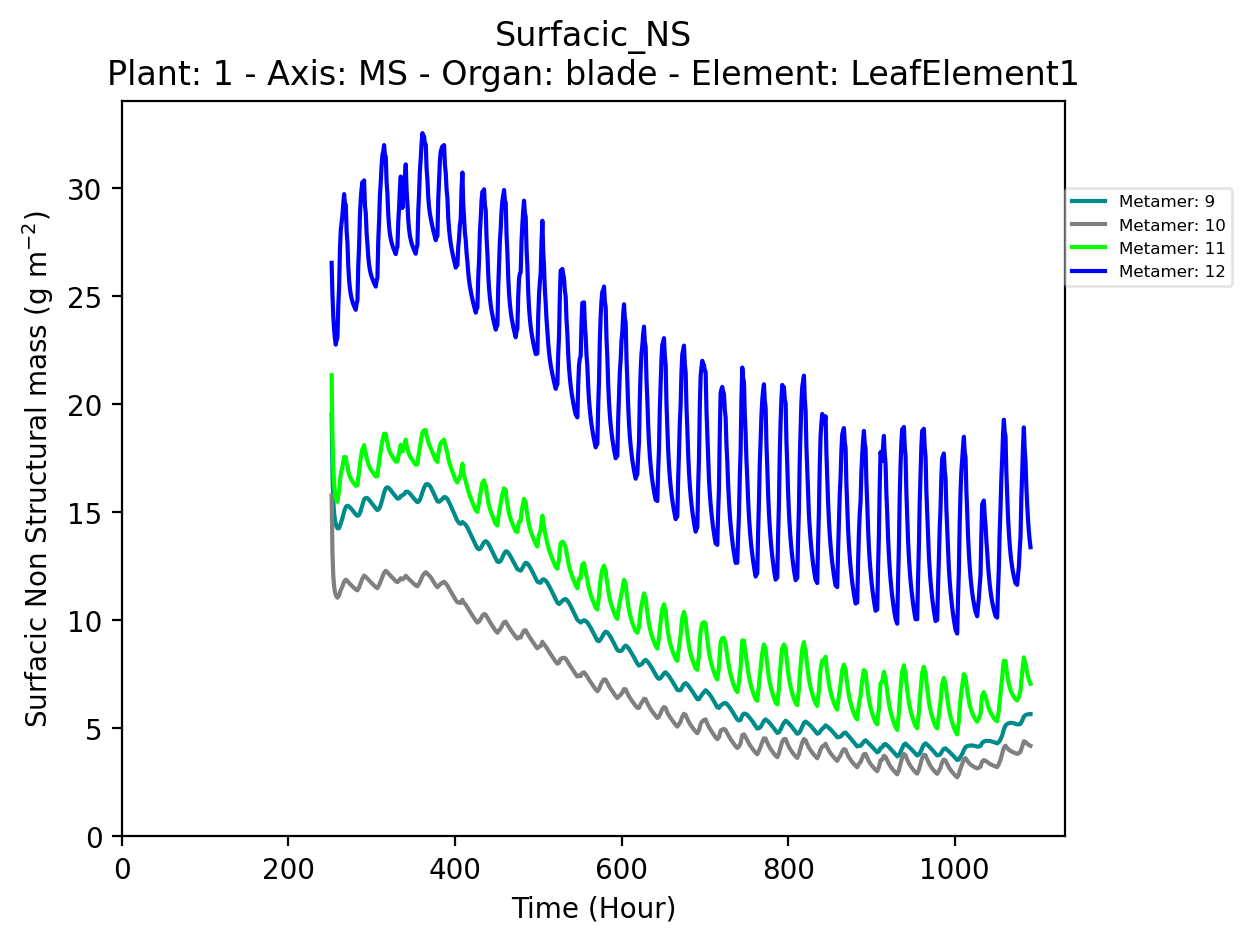 Surfacic_NS
Plant: 1 - Axis: MS - Organ: blade - Element: LeafElement1
Surfacic Non Structural mass (g m⁻²)
30
25
20
15
10
5
0
0 200 400 600 800 1000
Time (Hour)
Metamer: 9
Metamer: 10
Metamer: 11
Metamer: 12